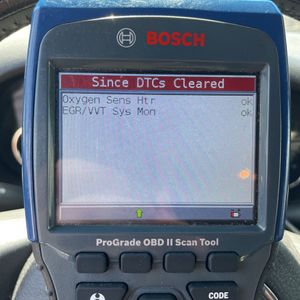 BOSCH
Since DTCs Cleared
Oxygen Sens Htr ok
EGR/VVT Sys Mon ok
ProGrade OBD II Scan Tool
CODE